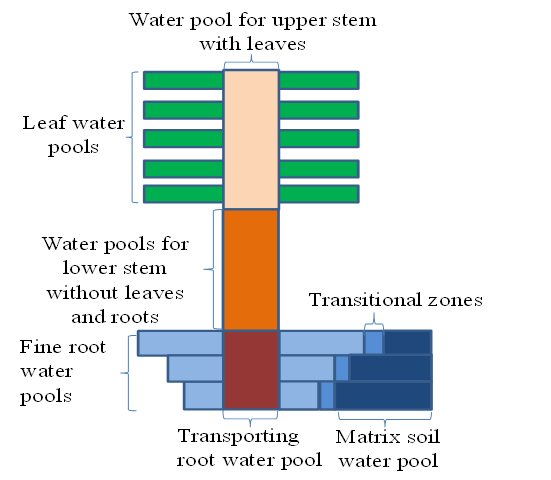 Water pool for upper stem
with leaves
Leaf water
pools
Water pools for
lower stem
without leaves
and roots
Transitional zones
Fine root
water
pools
Transporting
root water pool
Matrix soil
water pool